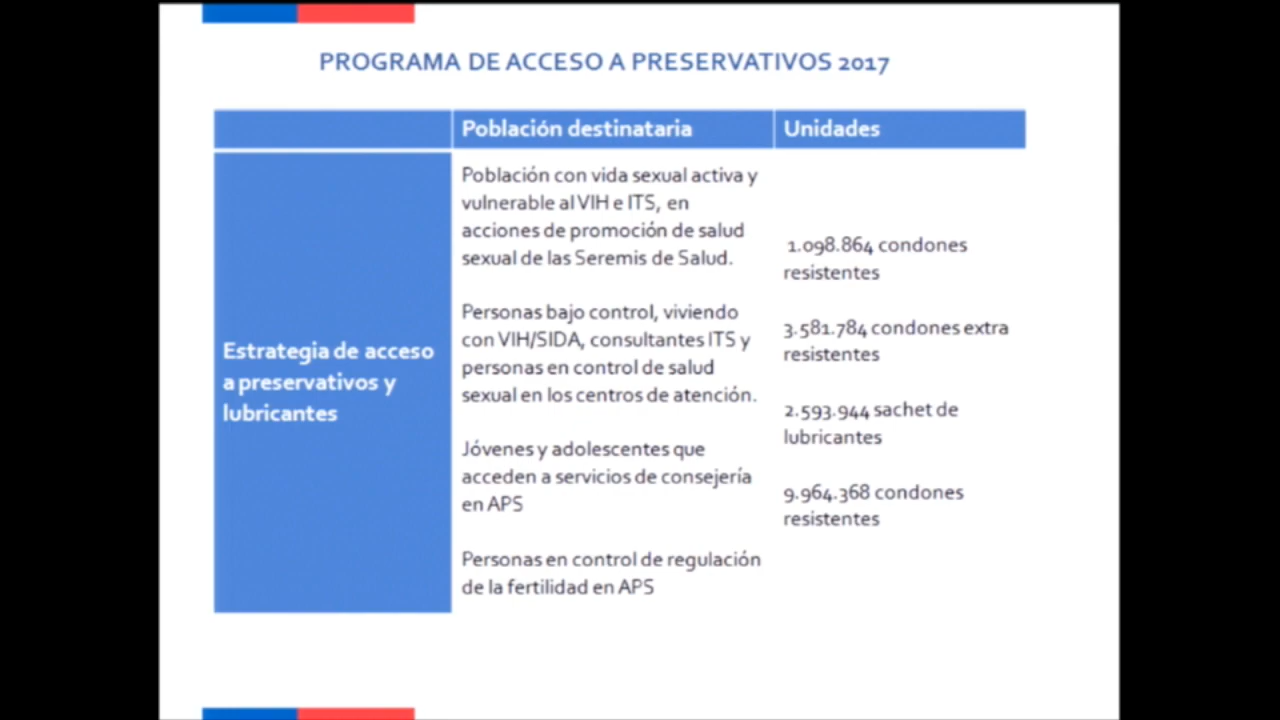 PROGRAMA DE ACCESO A PRESERVATIVOS 2017
Población destinataria
Unidades
Estrategia de acceso
a preservativos y
lubricantes
Población con vida sexual activa y
vulnerable al VIH e ITS, en
acciones de promoción de salud
sexual de las Seremis de Salud.
Personas bajo control, viviendo
con VIH/SIDA, consultantes ITS y
personas en control de salud
sexual en los centros de atención.
Jóvenes y adolescentes que
acceden a servicios de consejería
en APS
Personas en control de regulación
de la fertilidad en APS
1.098.864 condones
resistentes
3.581.784 condones extra
resistentes
2.593.944 sachet de
lubricantes
9.964.368 condones
resistentes